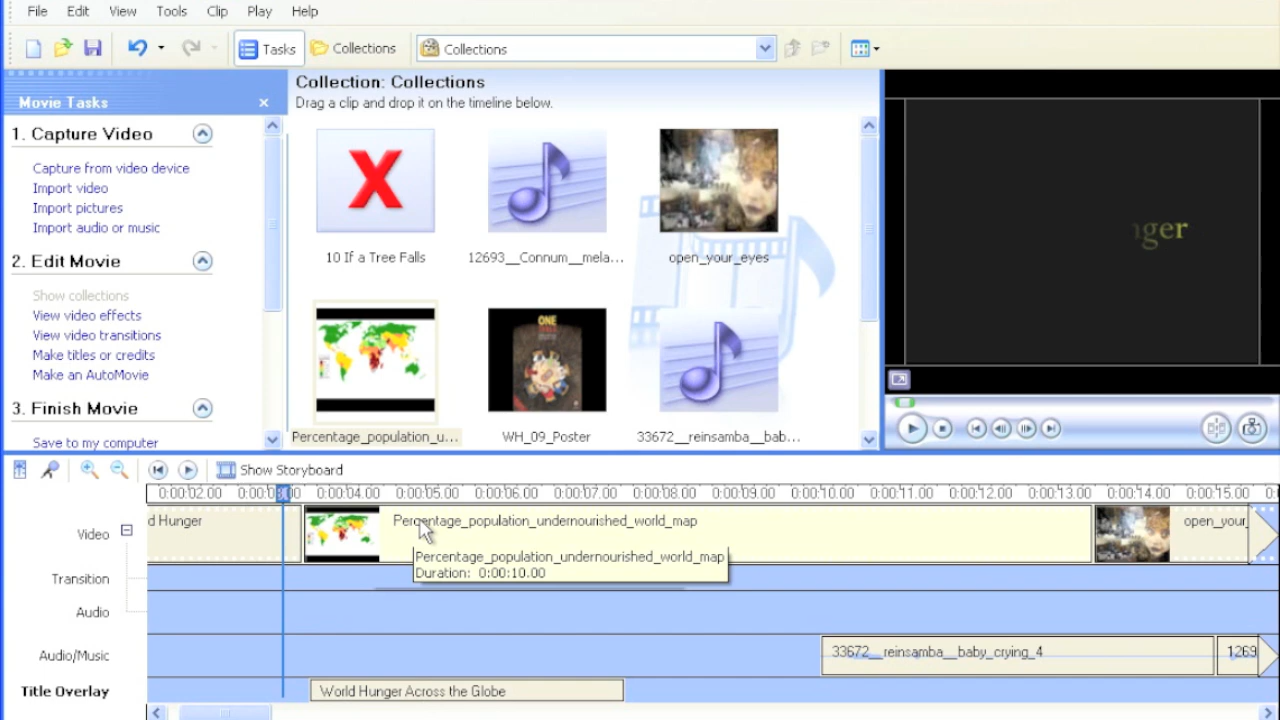 File Edit View Tools Clip Play Help
Tasks Collections Collections
Movie Tasks
Collection: Collections
Drag a clip and drop it on the timeline below.
1. Capture Video
Capture from video device
Import video
Import pictures
Import audio or music
2. Edit Movie
Show collections
View video effects
View video transitions
Make titles or credits
Make an AutoMovie
3. Finish Movie
Save to my computer
10 If a Tree Falls
12693__Connum__mela...
open_your_eyes
ONE
Percentage_population_u...
WH_09_Poster
33672__reinsamba__bab...
nger
Show Storyboard
0:00:02.00 0:00:04.00 0:00:05.00 0:00:06.00 0:00:07.00 0:00:08.00 0:00:09.00 0:00:10.00 0:00:11.00 0:00:12.00 0:00:13.00 0:00:14.00 0:00:15.00
Video
d Hunger
Percentage_population_undernourished_world_map
open_your_
Percentage_population_undernourished_world_map
Duration: 0:00:10.00
Transition
Audio
Audio/Music
33672__reinsamba__baby_crying_4
1269
Title Overlay
World Hunger Across the Globe